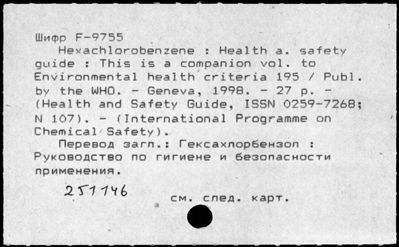 Шифр F-9755
Hexachlorobenzene : Health a. safety
guide : This is a companion vol. to
Environmental health criteria 195 / Publ.
by the WHO. - Geneva, 1998. - 27 p. -
(Health and Safety Guide, ISSN 0259-7268;
N 107). - (International Programme on
Chemical Safety).
Перевод загл.: Гексахлорбензол :
Руководство по гигиене и безопасности
применения.
251146
см. след. карт.